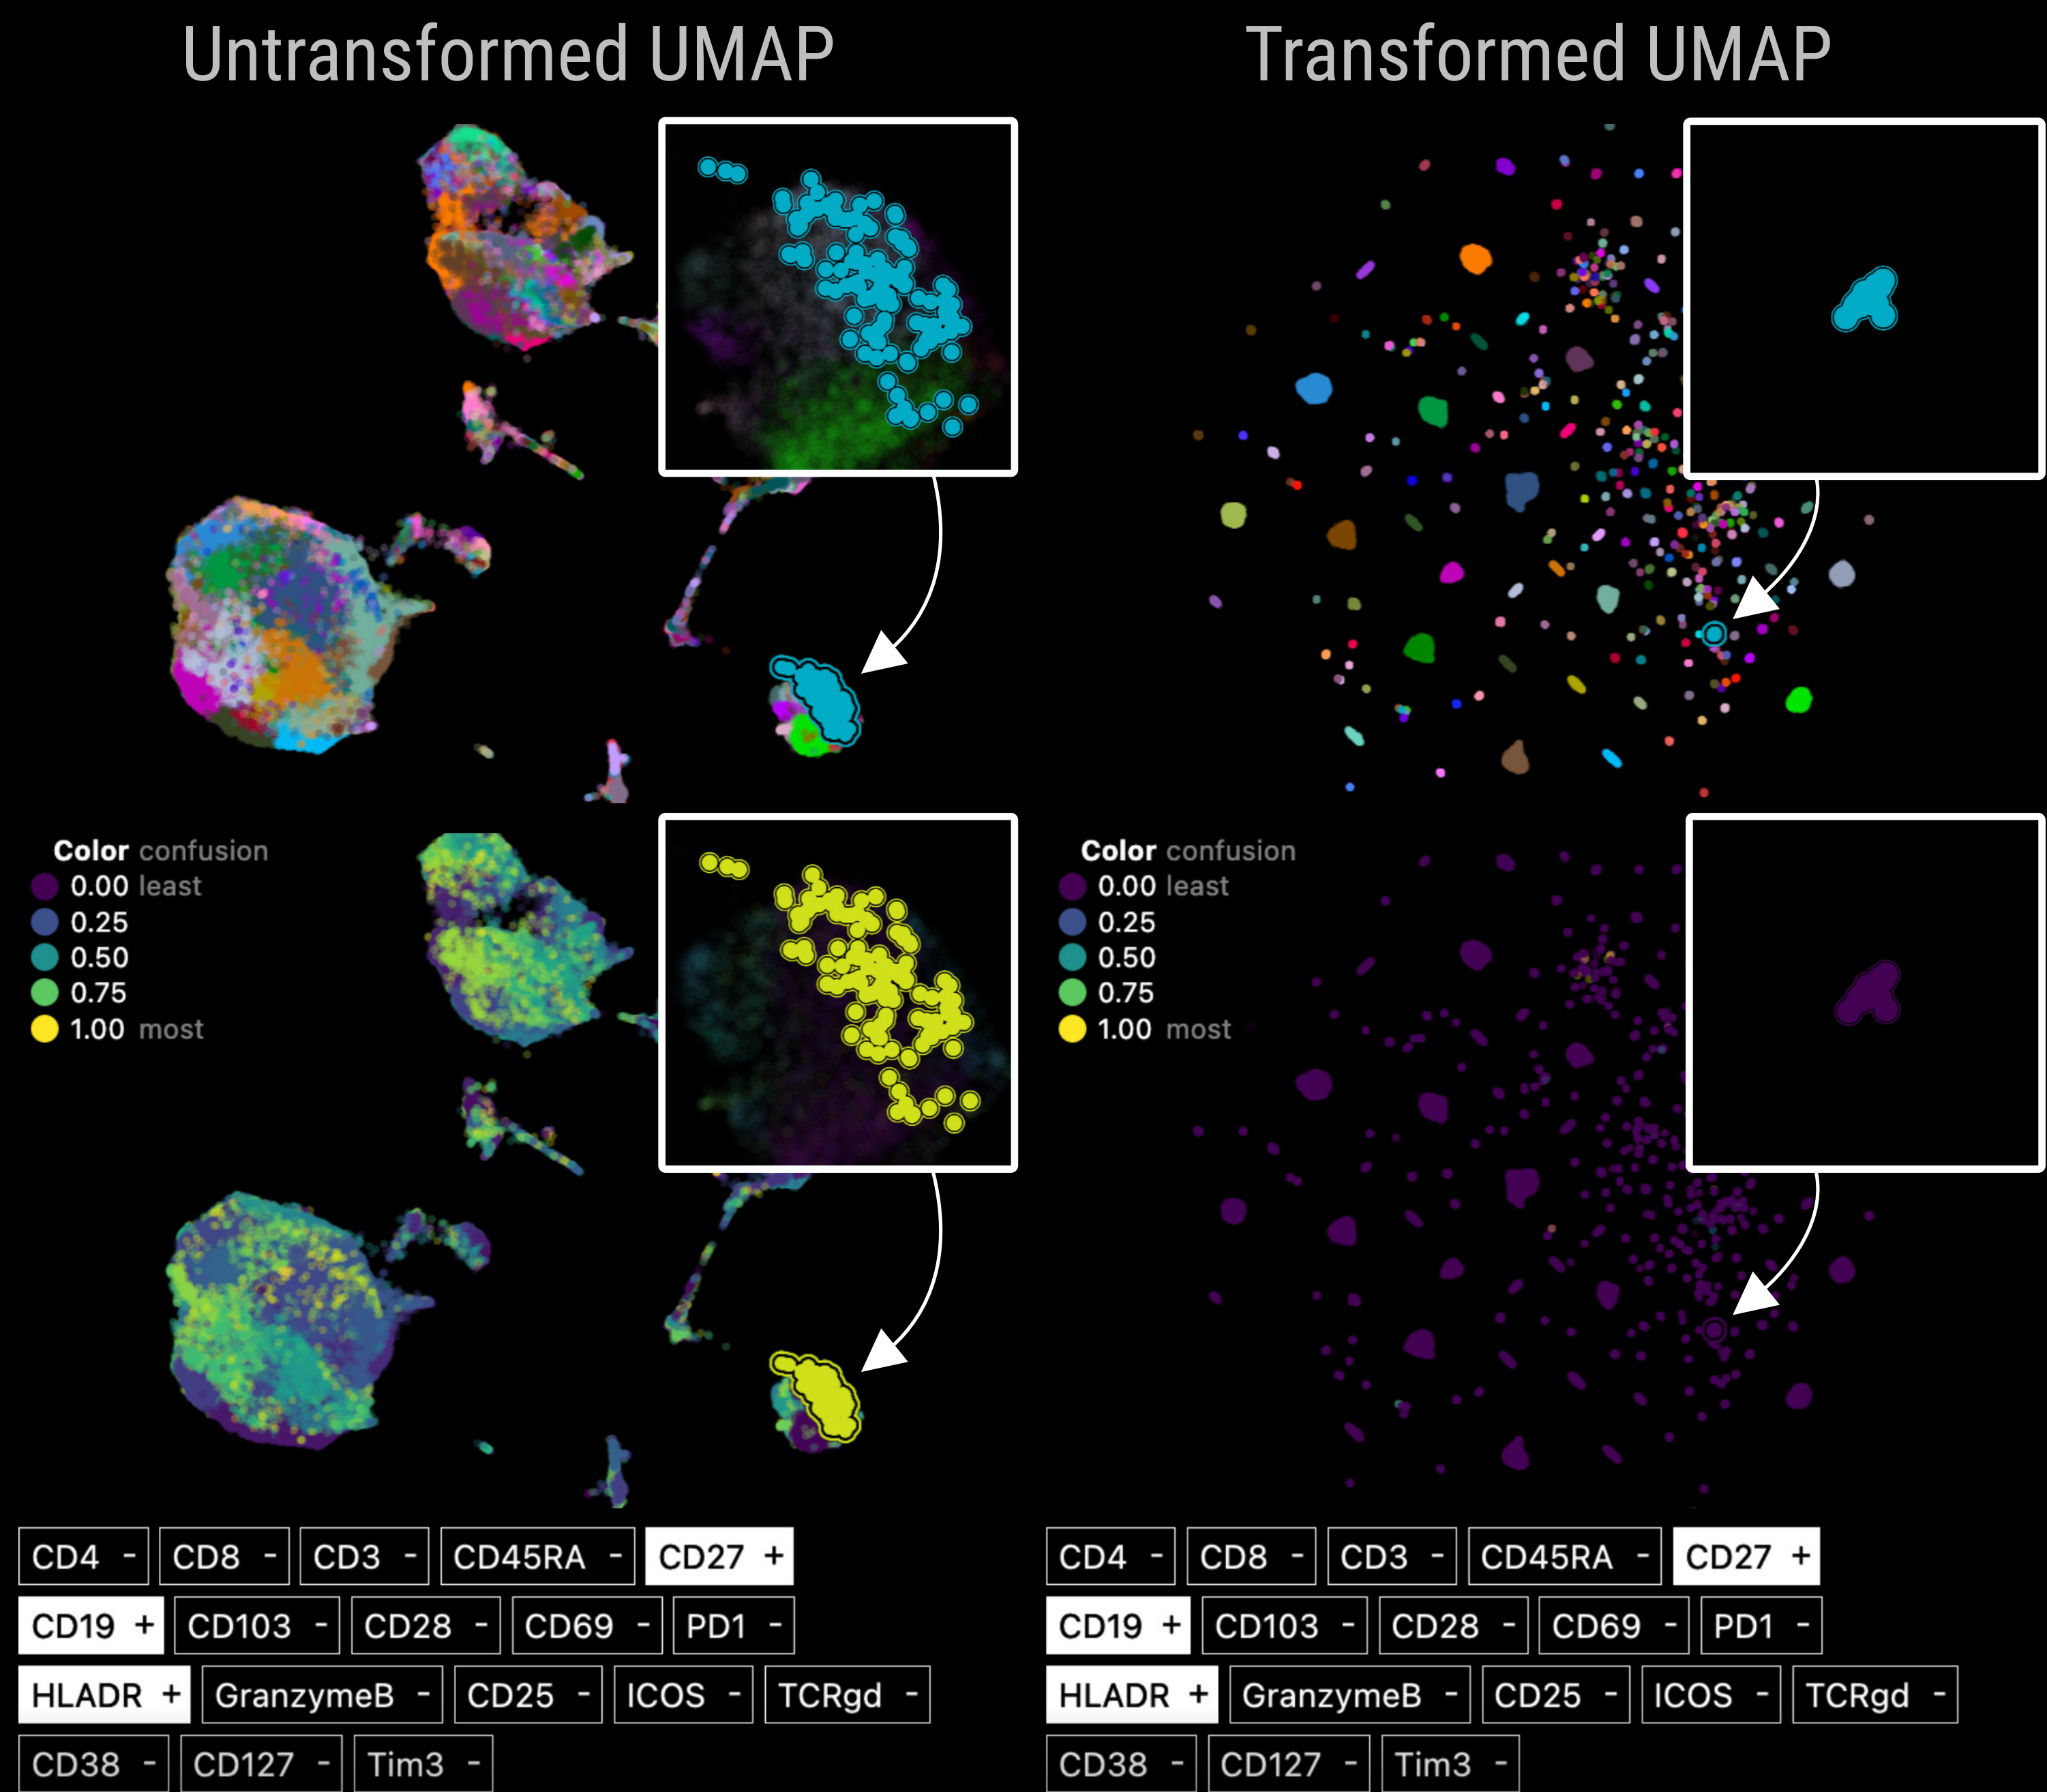 Untransformed UMAP
Transformed UMAP
Color confusion
0.00 least
0.25
0.50
0.75
1.00 most
Color confusion
0.00 least
0.25
0.50
0.75
1.00 most
CD4 - CD8 - CD3 - CD45RA - CD27 +
CD19 + CD103 - CD28 - CD69 - PD1 -
HLADR + GranzymeB - CD25 - ICOS - TCRgd -
CD38 - CD127 - Tim3 -
CD4 - CD8 - CD3 - CD45RA - CD27 +
CD19 + CD103 - CD28 - CD69 - PD1 -
HLADR + GranzymeB - CD25 - ICOS - TCRgd -
CD38 - CD127 - Tim3 -